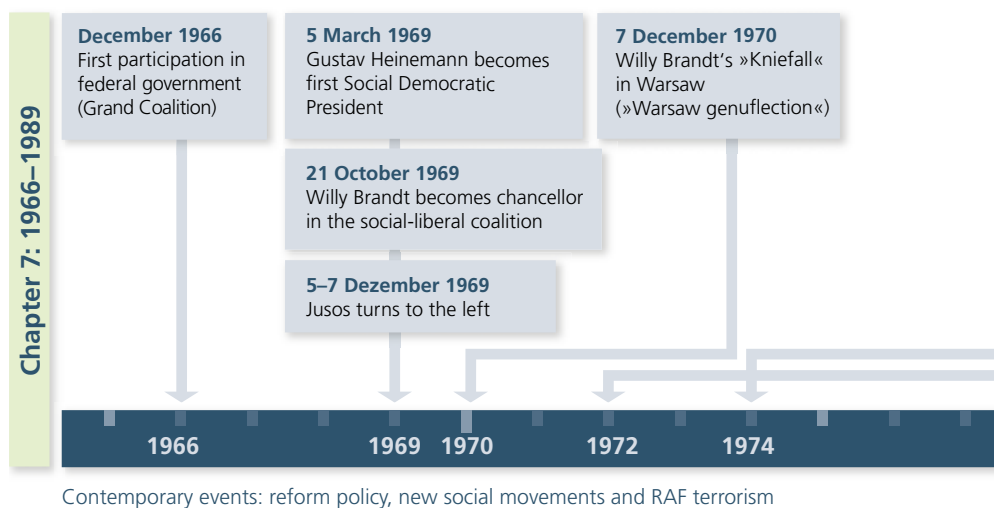 Chapter 7: 1966–1989
December 1966
First participation in
federal government
(Grand Coalition)
5 March 1969
Gustav Heinemann becomes
first Social Democratic
President
21 October 1969
Willy Brandt becomes chancellor
in the social-liberal coalition
5–7 Dezember 1969
Jusos turns to the left
7 December 1970
Willy Brandt‘s »Kniefall«
in Warsaw
(»Warsaw genuflection«)
1966 1969 1970 1972 1974
Contemporary events: reform policy, new social movements and RAF terrorism